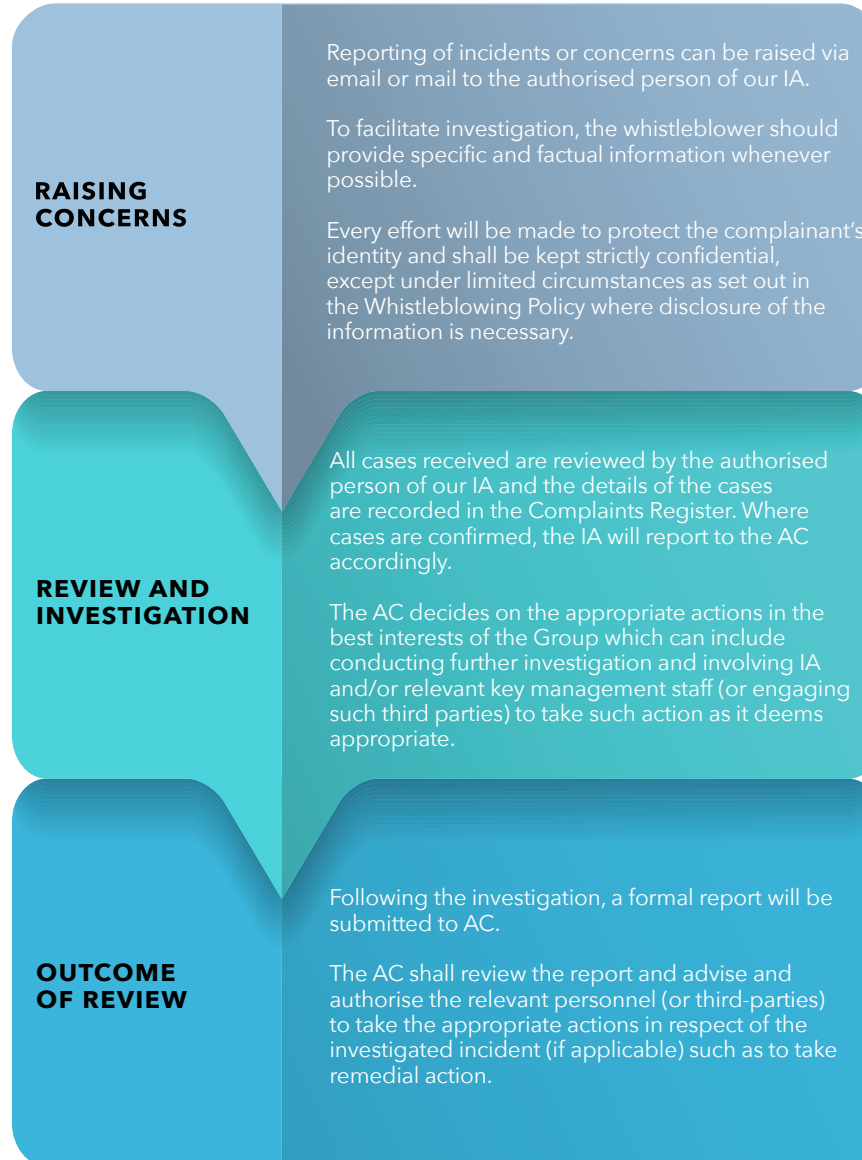 RAISING
CONCERNS
Reporting of incidents or concerns can be raised via
email or mail to the authorised person of our IA.
To facilitate investigation, the whistleblower should
provide specific and factual information whenever
possible.
Every effort will be made to protect the complainant's
identity and shall be kept strictly confidential,
except under limited circumstances as set out in
the Whistleblowing Policy where disclosure of the
information is necessary.
REVIEW AND
INVESTIGATION
All cases received are reviewed by the authorised
person of our IA and the details of the cases
are recorded in the Complaints Register. Where
cases are confirmed, the IA will report to the AC
accordingly.
The AC decides on the appropriate actions in the
best interests of the Group which can include
conducting further investigation and involving IA
and/or relevant key management staff (or engaging
such third parties) to take such action as it deems
appropriate.
OUTCOME
OF REVIEW
Following the investigation, a formal report will be
submitted to AC.
The AC shall review the report and advise and
authorise the relevant personnel (or third-parties)
to take the appropriate actions in respect of the
investigated incident (if applicable) such as to take
remedial action.